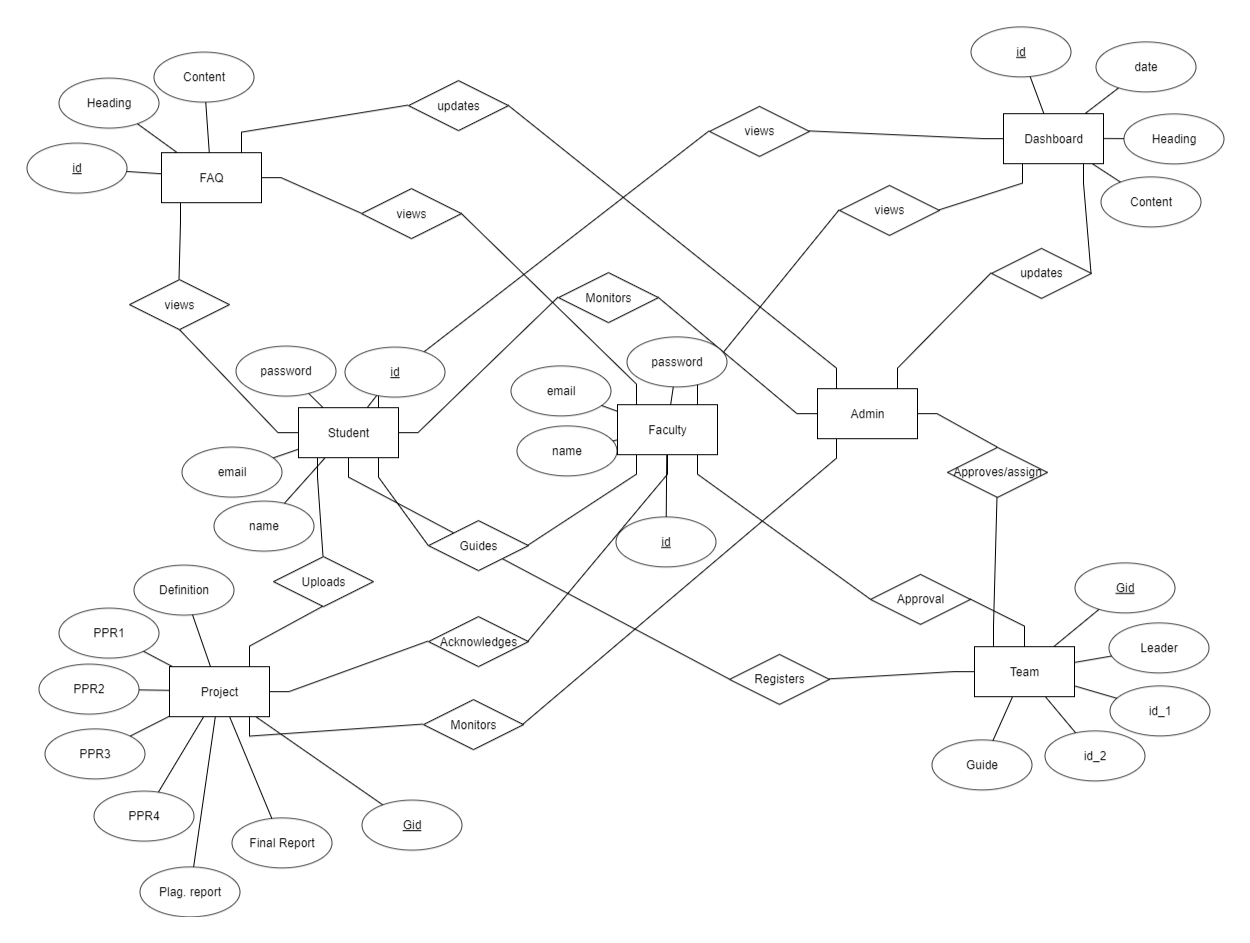 id
date
Content
Heading
updates
views
Dashboard
Heading
id
FAQ
views
views
Content
updates
views
Monitors
password
id
password
email
Admin
Student
Faculty
name
email
Approves/assign
name
Guides
id
Uploads
Definition
Approval
Gid
PPR1
Acknowledges
Leader
PPR2
Project
Registers
Team
id_1
PPR3
Monitors
Guide
id_2
PPR4
Final Report
Gid
Plag. report